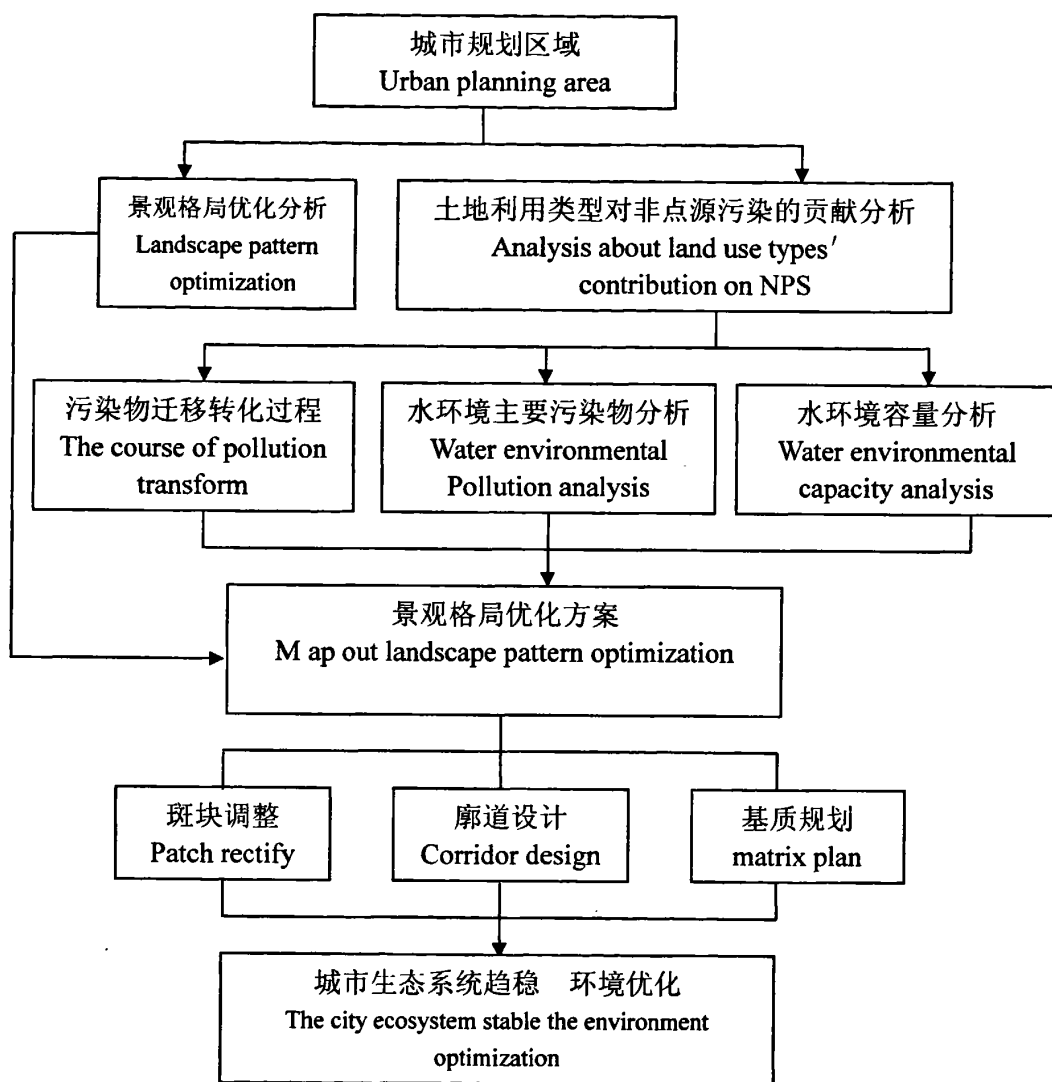 城市规划区域
Urban planning area
景观格局优化分析
Landscape pattern
optimization
土地利用类型对非点源污染的贡献分析
Analysis about land use types′
contribution on NPS
污染物迁移转化过程
The course of pollution
transform
水环境主要污染物分析
Water environmental
Pollution analysis
水环境容量分析
Water environmental
capacity analysis
景观格局优化方案
M ap out landscape pattern optimization
斑块调整
Patch rectify
廓道设计
Corridor design
基质规划
matrix plan
城市生态系统趋稳 环境优化
The city ecosystem stable the environment
optimization